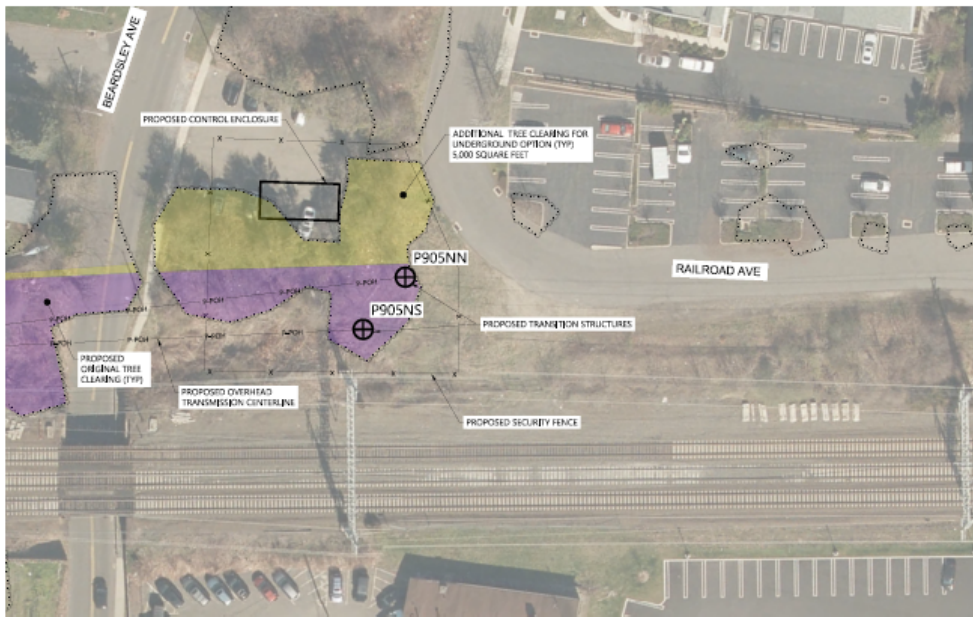 BEARDSLEY AVE
PROPOSED CONTROL ENCLOSURE
ADDITIONAL TREE CLEARING FOR
UNDERGROUND OPTION (TYP)
5,000 SQUARE FEET
P905NN
RAILROAD AVE
P905NS
PROPOSED TRANSITION STRUCTURES
PROPOSED
ORIGINAL TREE
CLEARING (TYP)
PROPOSED OVERHEAD
TRANSMISSION CENTERLINE
PROPOSED SECURITY FENCE